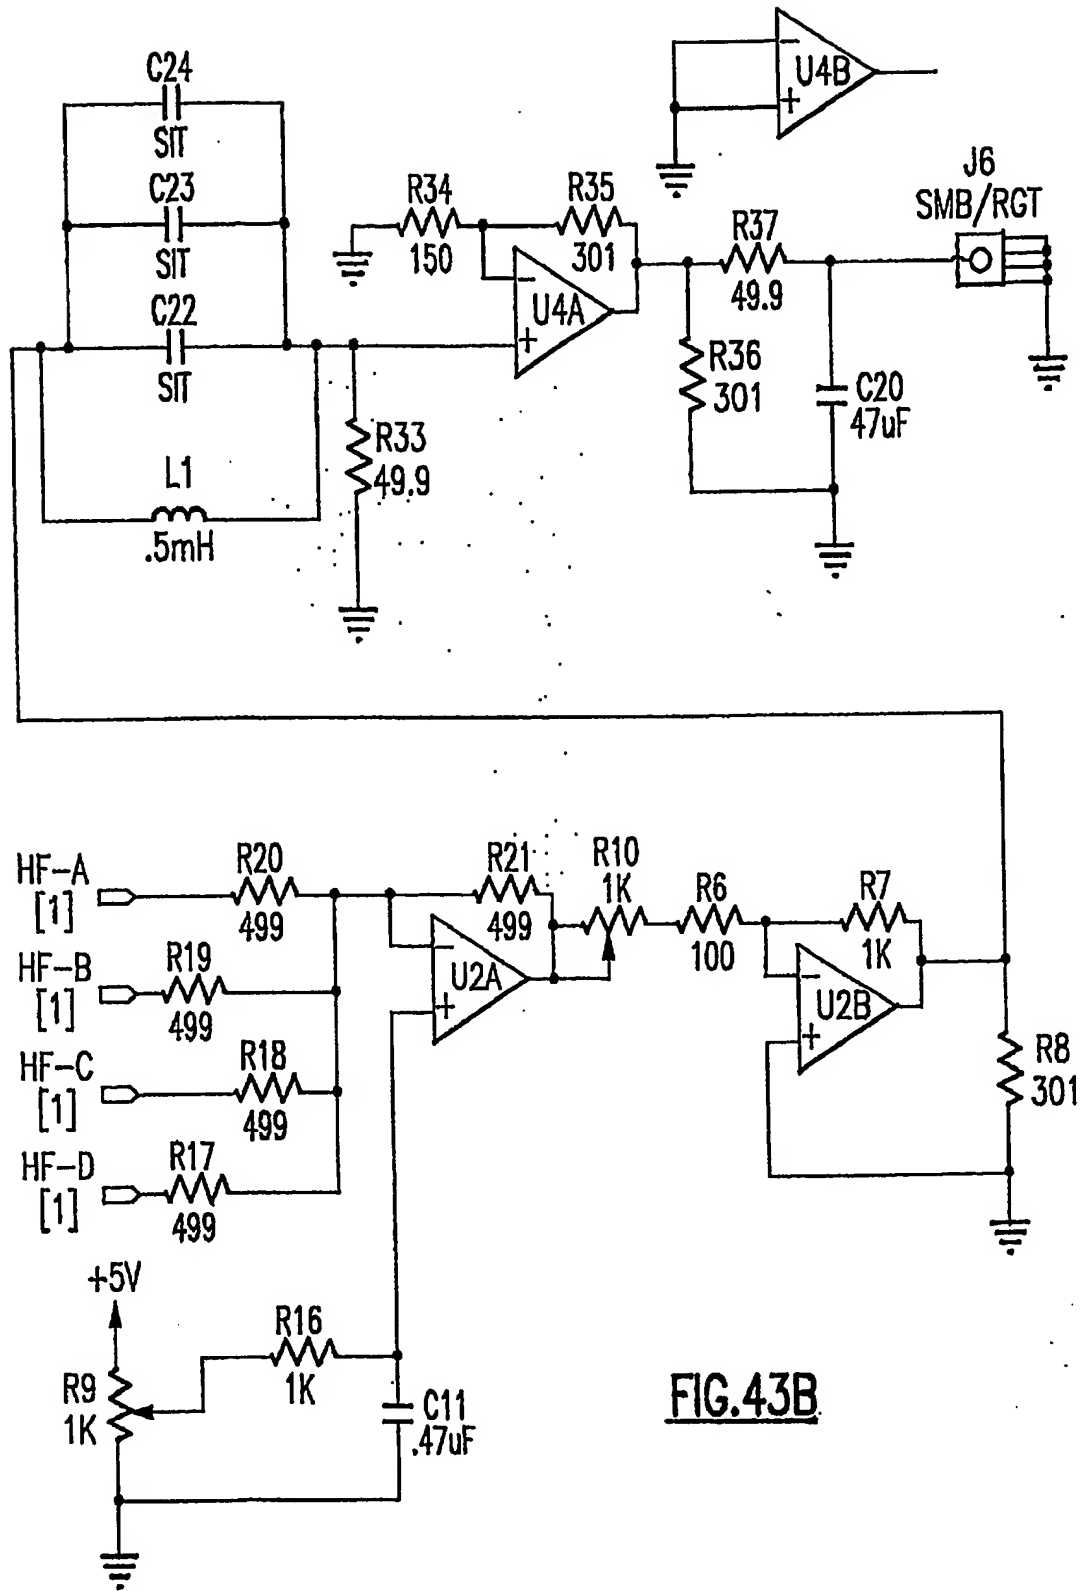 C24
SIT
C23
SIT
C22
SIT
L1
.5mH
R34
150
R35
301
-
+
U4A
R33
49.9
-
+
U4B
R37
49.9
R36
301
C20
47uF
J6
SMB/RGT
HF-A
[1]
R20
499
HF-B
[1]
R19
499
HF-C
[1]
R18
499
HF-D
[1]
R17
499
R21
499
-
+
U2A
R10
1K
R6
100
R7
1K
-
+
U2B
R8
301
+5V
R9
1K
R16
1K
C11
.47uF
FIG.43B